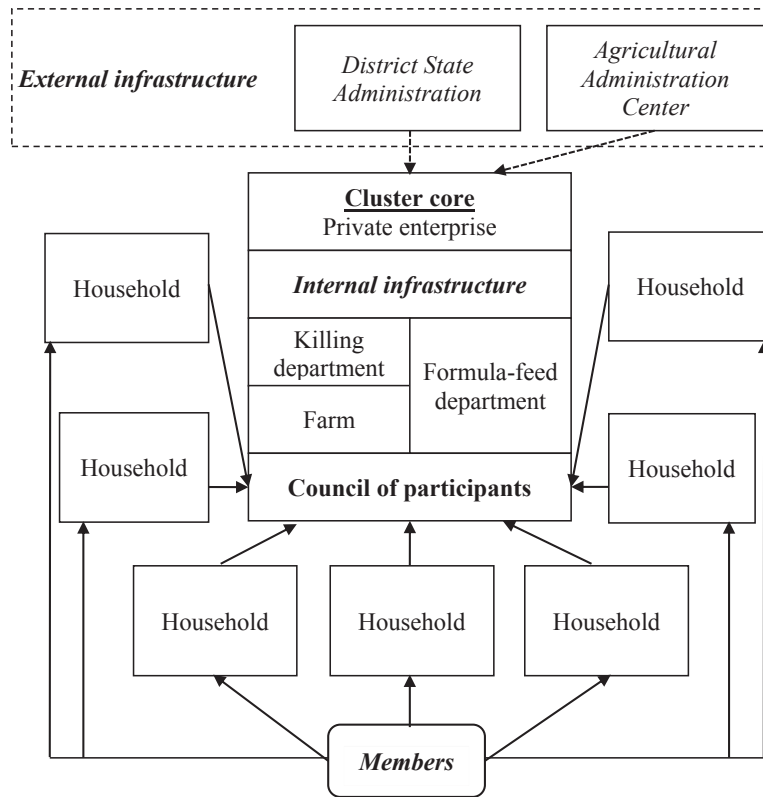 External infrastructure
District State
Administration
Agricultural
Administration
Center
Cluster core
Private enterprise
Internal infrastructure
Killing
department
Farm
Formula-feed
department
Council of participants
Household
Household
Household
Household
Household
Household
Household
Members